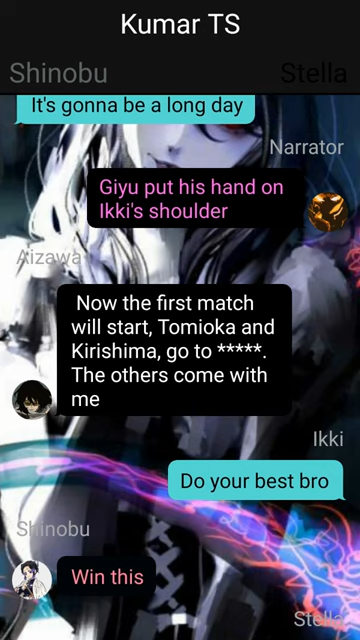 Kumar TS
Shinobu
Stella
It's gonna be a long day
Narrator
Giyu put his hand on
Ikki's shoulder
Aizawa
Now the first match
will start, Tomioka and
Kirishima, go to *****.
The others come with
me
Ikki
Do your best bro
Shinobu
Win this
Stella